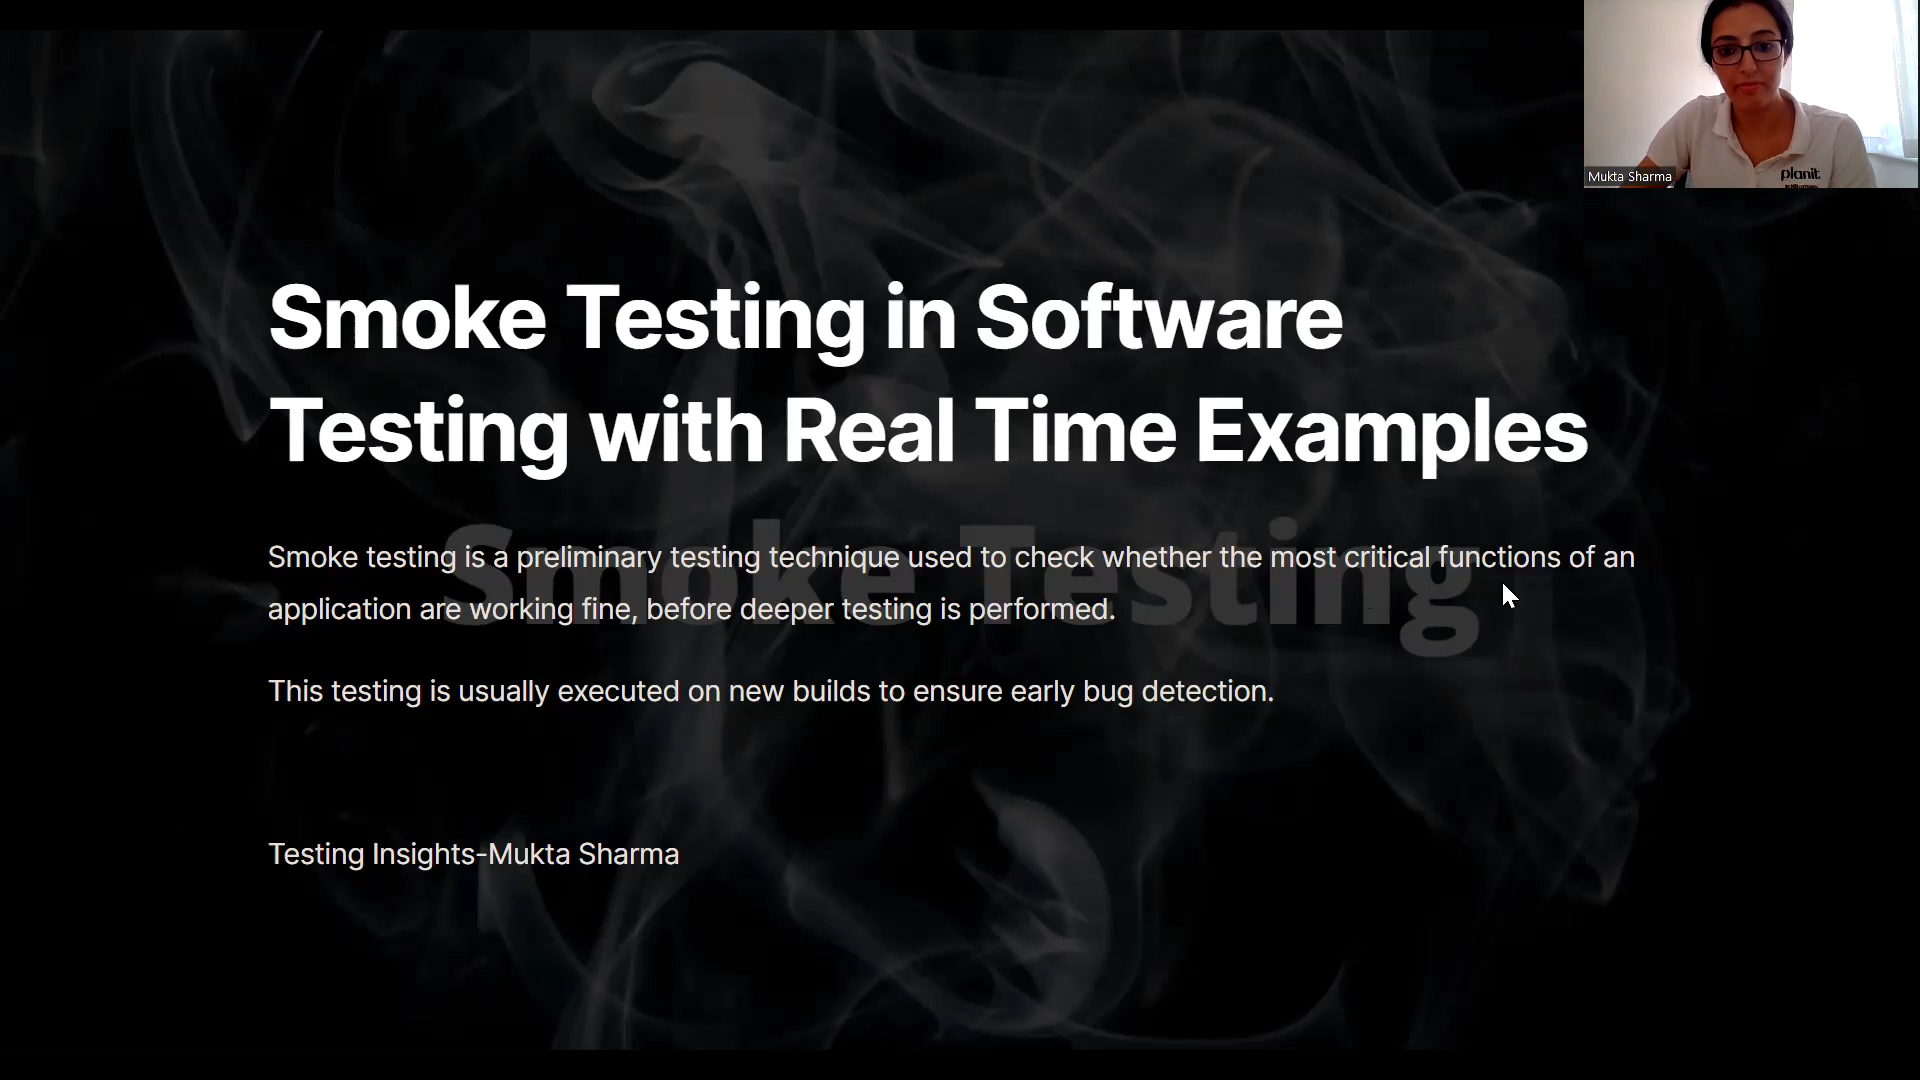 Mukta Sharma
planit
Smoke Testing in Software
Testing with Real Time Examples
Smoke Testing
Smoke testing is a preliminary testing technique used to check whether the most critical functions of an
application are working fine, before deeper testing is performed.
This testing is usually executed on new builds to ensure early bug detection.
Testing Insights-Mukta Sharma